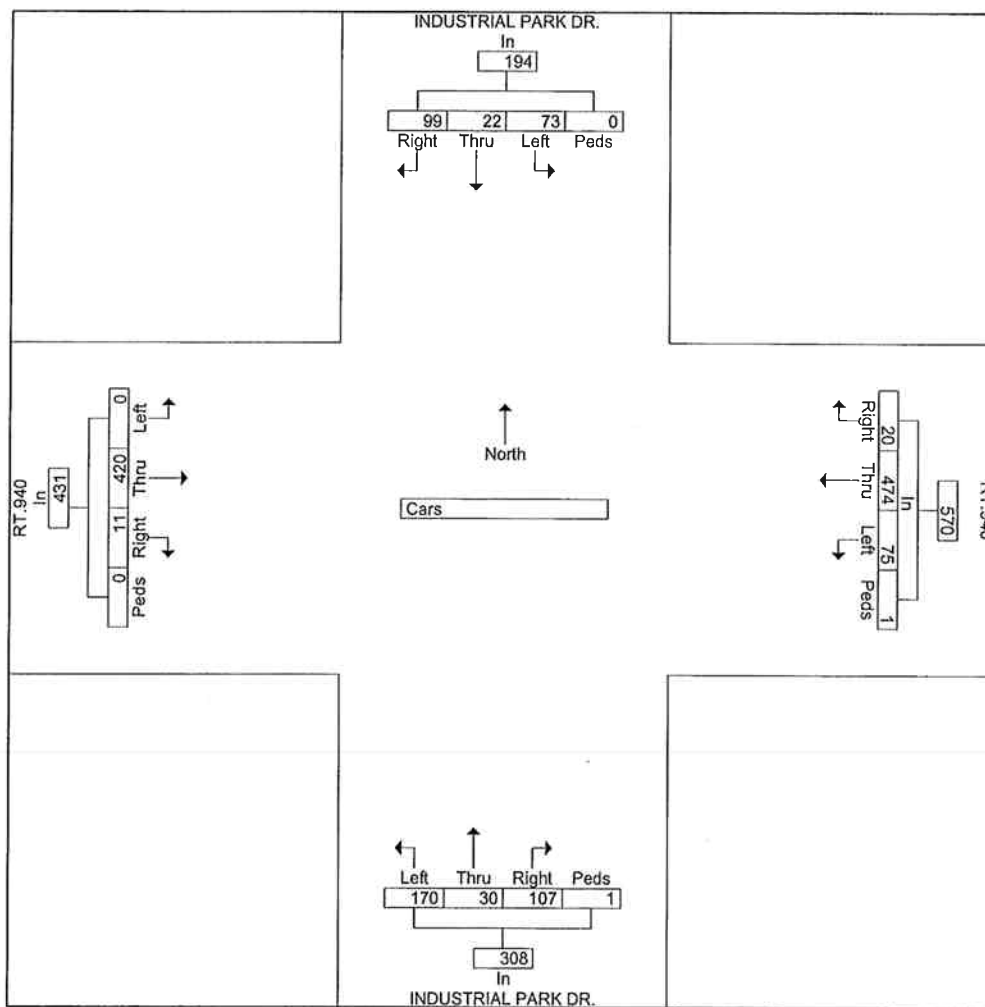 INDUSTRIAL PARK DR.
In
194
99 22 73 0
Right Thru Left Peds
RT.940
In
431
0 420 11 0
Left Thru Right Peds
North
Cars
Right Thru Left Peds
20 474 75 1
In
570
Left Thru Right Peds
170 30 107 1
308
In
INDUSTRIAL PARK DR.